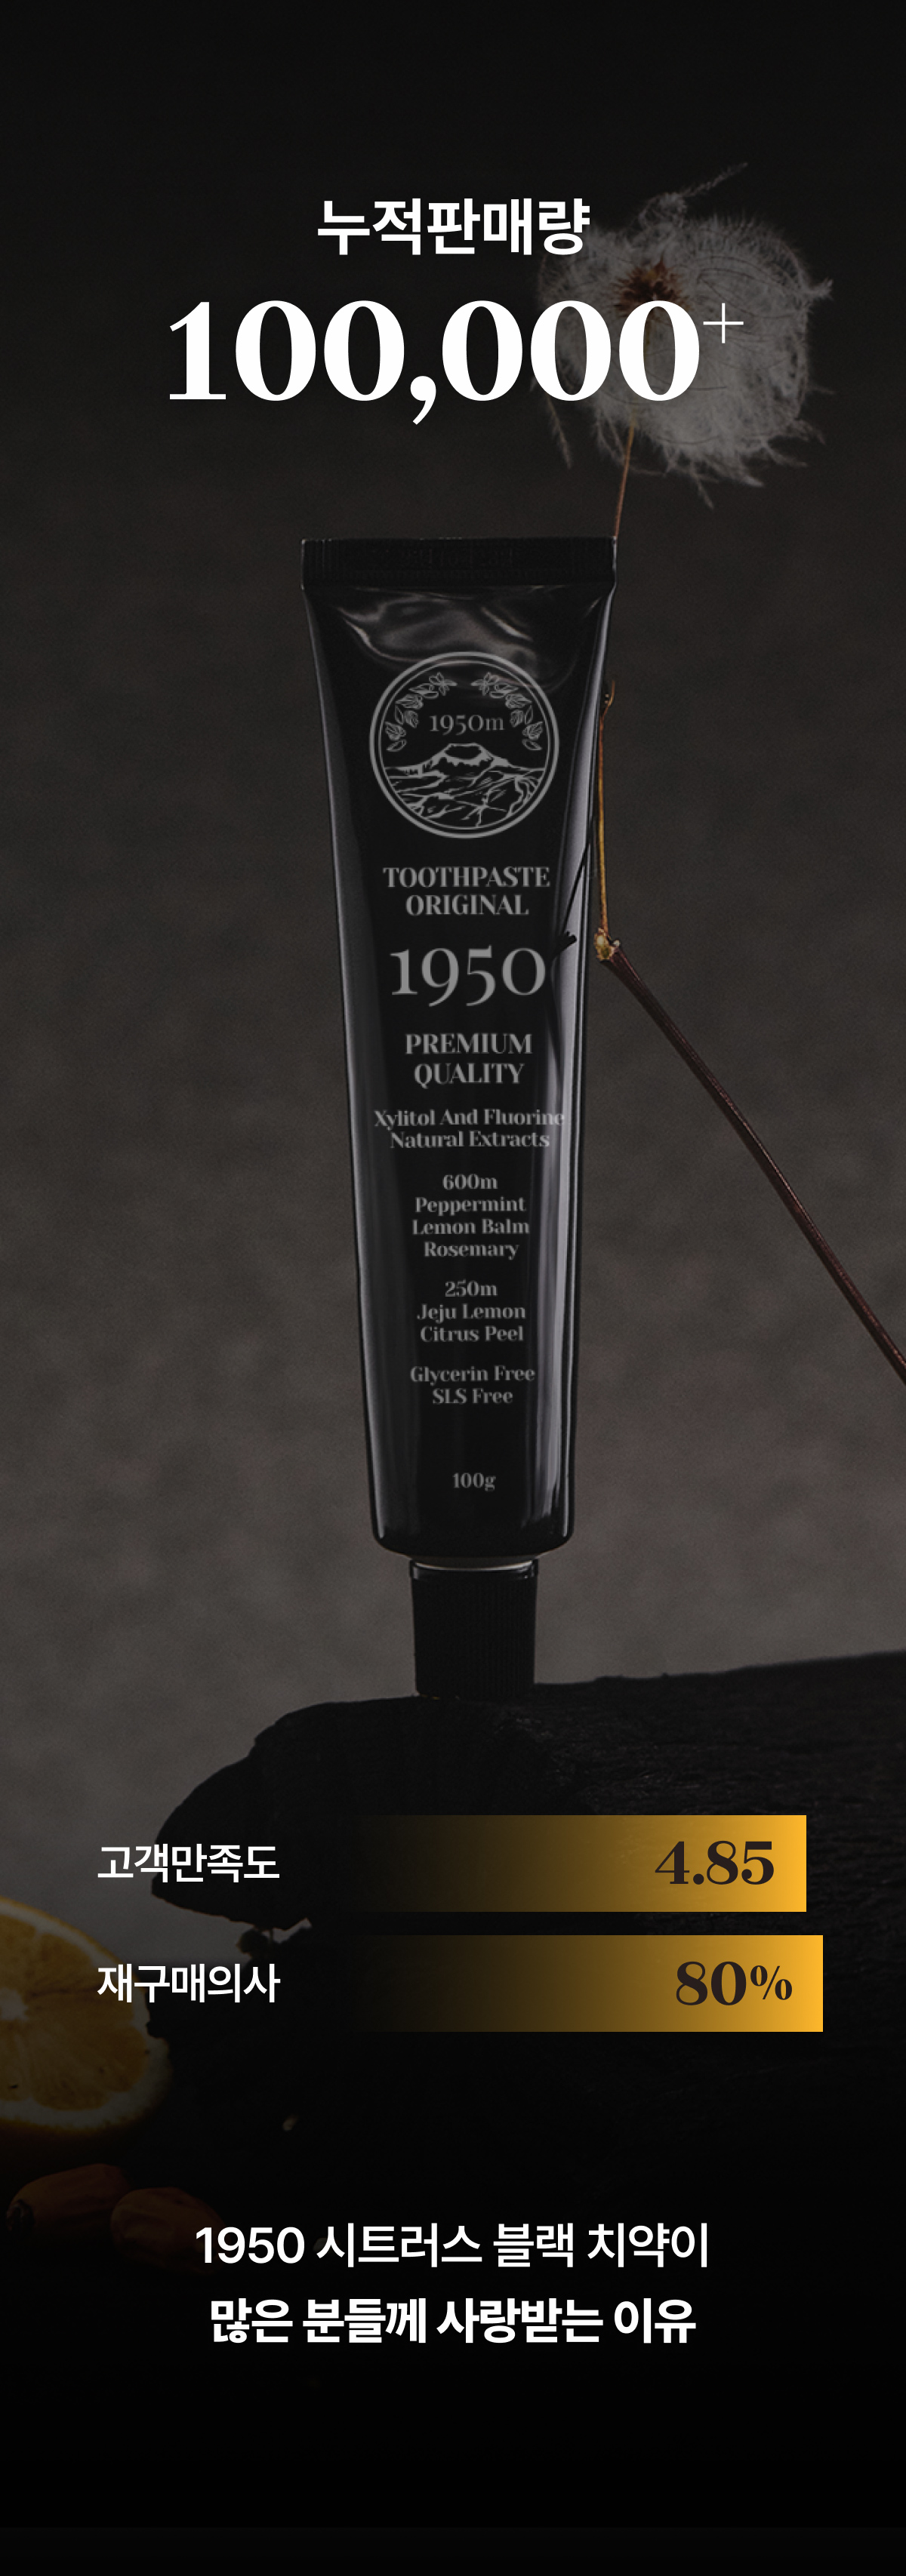 누적판매량
100,000+
1950m
TOOTHPASTE
ORIGINAL
1950
PREMIUM
QUALITY
Xylitol And Fluorine
Natural Extracts
600m
Peppermint
Lemon Balm
Rosemary
250m
Jeju Lemon
Citrus Peel
Glycerin Free
SLS Free
100g
고객만족도 4.85
재구매의사 80%
1950 시트러스 블랙 치약이
많은 분들께 사랑받는 이유